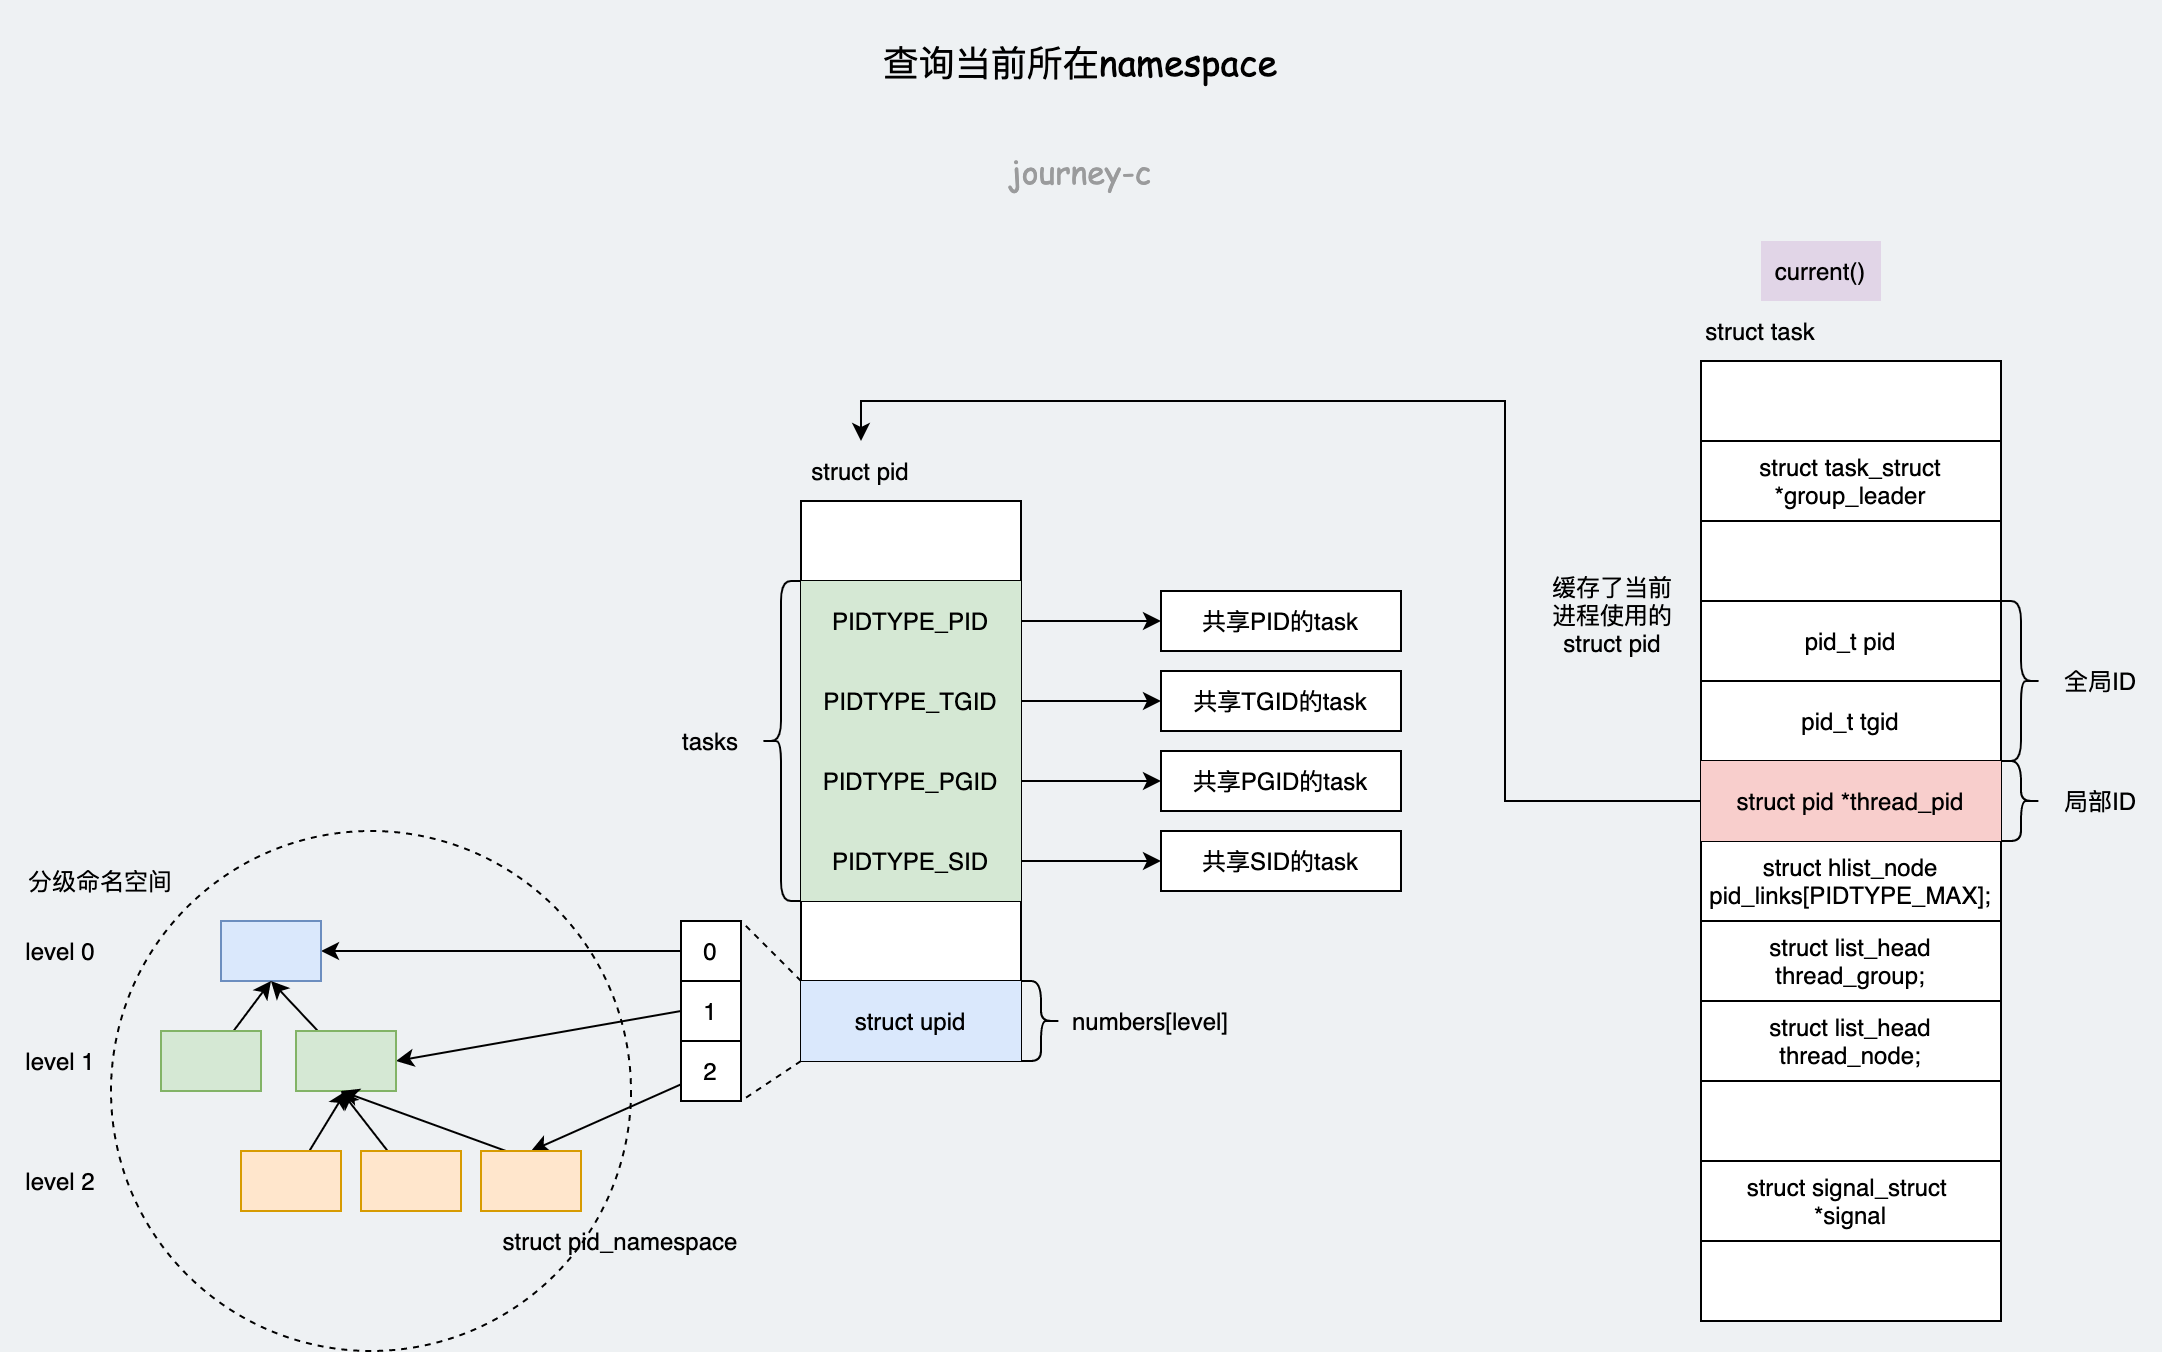 查询当前所在namespace
journey-c
current()
struct task
struct task_struct
*group_leader
缓存了当前
进程使用的
struct pid
pid_t pid
pid_t tgid
全局ID
struct pid *thread_pid
局部ID
struct hlist_node
pid_links[PIDTYPE_MAX];
struct list_head
thread_group;
struct list_head
thread_node;
struct signal_struct
*signal
struct pid
tasks
PIDTYPE_PID
共享PID的task
PIDTYPE_TGID
共享TGID的task
PIDTYPE_PGID
共享PGID的task
PIDTYPE_SID
共享SID的task
struct upid
numbers[level]
0
1
2
分级命名空间
level 0
level 1
level 2
struct pid_namespace